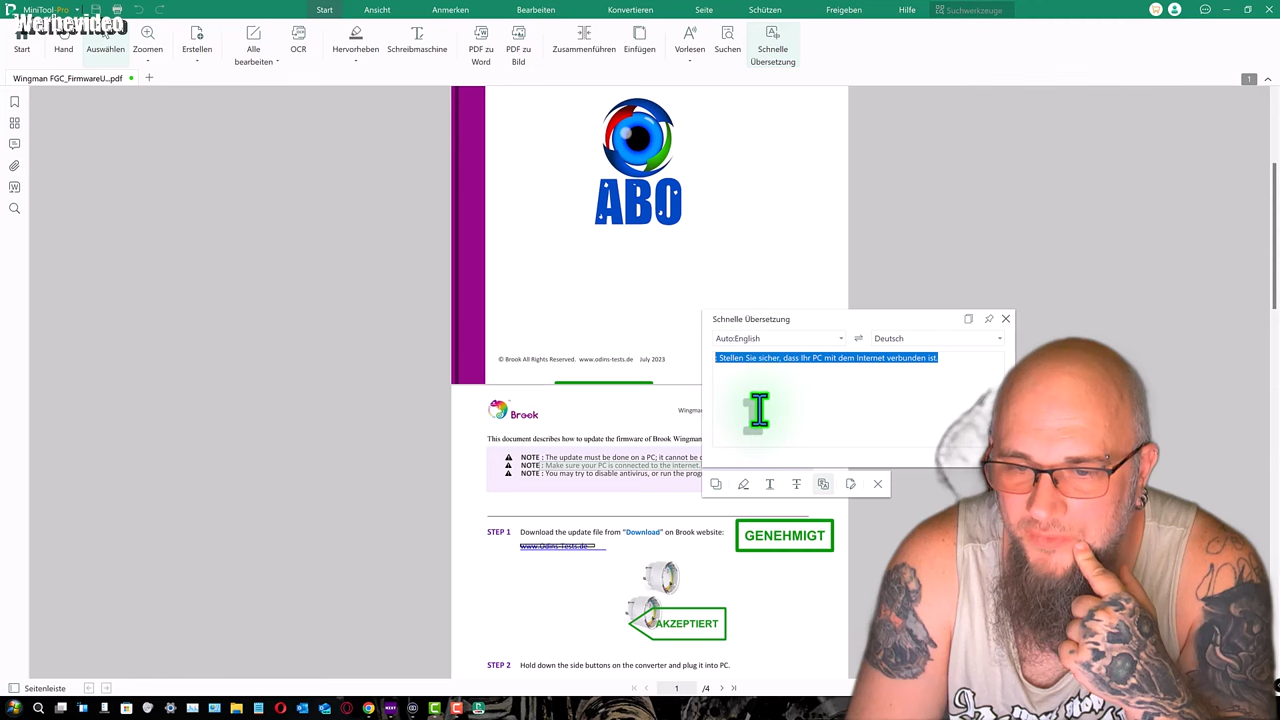 MiniTool-Pro
Start
Ansicht
Anmerken
Bearbeiten
Konvertieren
Seite
Schützen
Freigeben
Hilfe
Suchwerkzeuge
Werbevideo
Start
Hand
Auswählen
Zoomen
Erstellen
Alle bearbeiten
OCR
Hervorheben
Schreibmaschine
PDF zu Word
PDF zu Bild
Zusammenführen
Einfügen
Vorlesen
Suchen
Schnelle Übersetzung
Wingman FGC_FirmwareU...pdf
1
ABO
© Brook All Rights Reserved. www.odins-tests.de July 2023
Schnelle Übersetzung
Auto:English
Deutsch
: Stellen Sie sicher, dass Ihr PC mit dem Internet verbunden ist.
Brook
This document describes how to update the firmware of Brook Wingman
NOTE : The update must be done on a PC; it cannot be
NOTE : Make sure your PC is connected to the internet.
NOTE : You may try to disable antivirus, or run the
STEP 1 Download the update file from "Download" on Brook website:
www.Odins-Tests.de
GENEHMIGT
AKZEPTIERT
STEP 2 Hold down the side buttons on the converter and plug it into PC.
Seitenleiste
1 /4